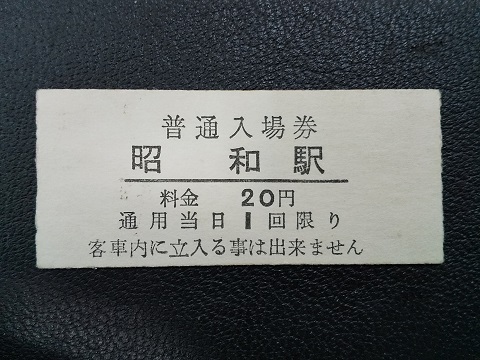 普通入場券
昭和駅
料金 20円
通用当日1回限り
客車内に立入る事は出来ません